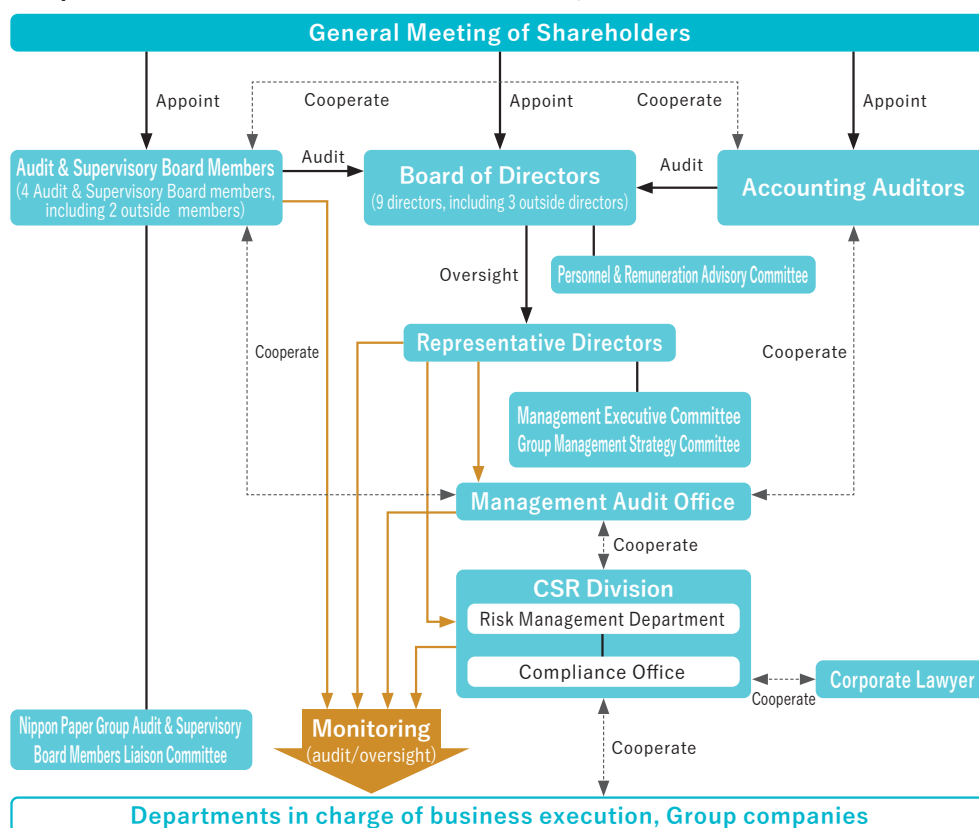 General Meeting of Shareholders
Appoint
Cooperate
Appoint
Cooperate
Appoint
Audit & Supervisory Board Members
(4 Audit & Supervisory Board members,
including 2 outside members)
Audit
Board of Directors
(9 directors, including 3 outside directors)
Audit
Accounting Auditors
Oversight
Personnel & Remuneration Advisory Committee
Cooperate
Representative Directors
Cooperate
Management Executive Committee
Group Management Strategy Committee
Management Audit Office
Cooperate
CSR Division
Risk Management Department
Compliance Office
Cooperate
Corporate Lawyer
Nippon Paper Group Audit & Supervisory
Board Members Liaison Committee
Monitoring
(audit/oversight)
Cooperate
Departments in charge of business execution, Group companies